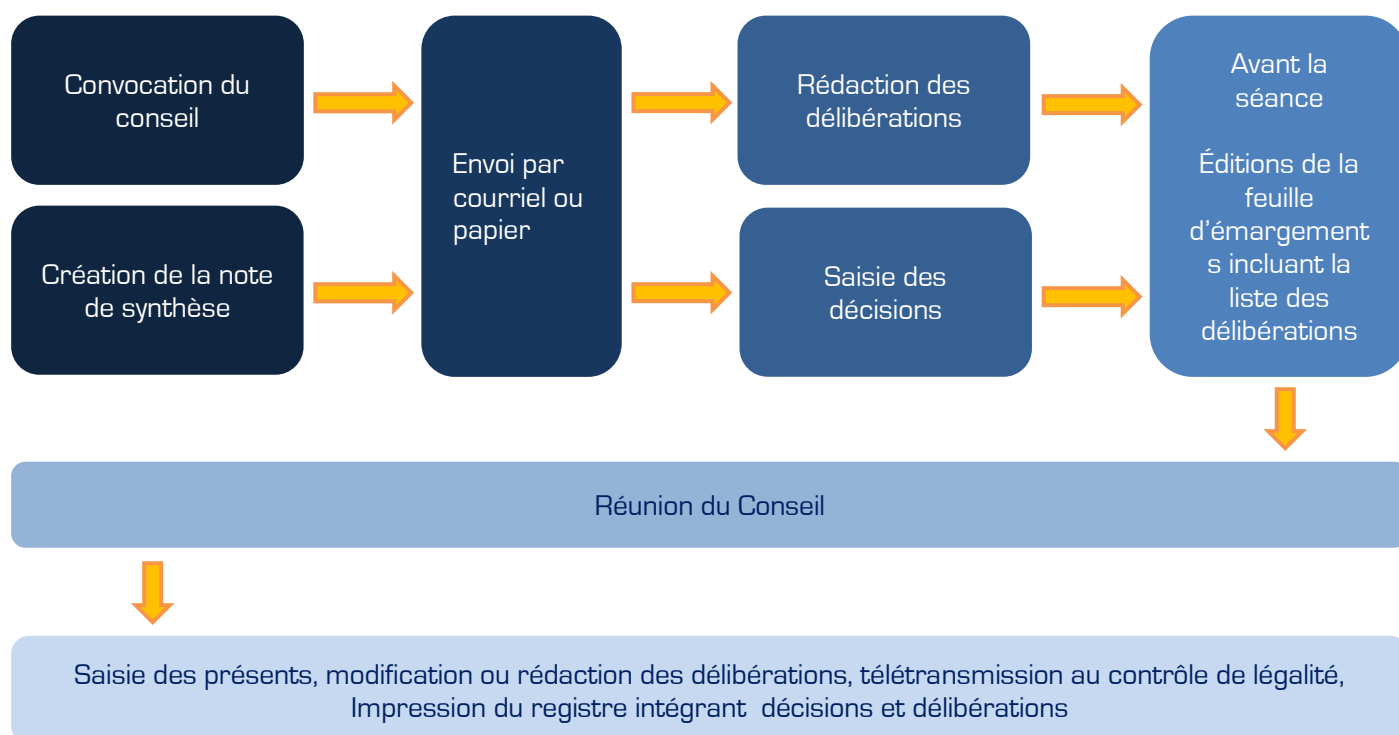 Convocation du
conseil
Création de la note
de synthèse
Envoi par
courriel ou
papier
Rédaction des
délibérations
Saisie des
décisions
Avant la
séance
Éditions de la
feuille
d'émargement
s incluant la
liste des
délibérations
Réunion du Conseil
Saisie des présents, modification ou rédaction des délibérations, télétransmission au contrôle de légalité,
Impression du registre intégrant  décisions et délibérations